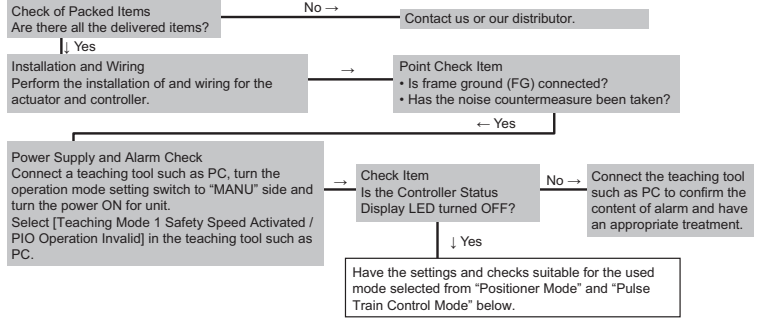 Check of Packed Items
Are there all the delivered items?
No →
Contact us or our distributor.
↓ Yes
Installation and Wiring
Perform the installation of and wiring for the
actuator and controller.
→
Point Check Item
• Is frame ground (FG) connected?
• Has the noise countermeasure been taken?
← Yes
Power Supply and Alarm Check
Connect a teaching tool such as PC, turn the
operation mode setting switch to “MANU” side and
turn the power ON for unit.
Select [Teaching Mode 1 Safety Speed Activated /
PIO Operation Invalid] in the teaching tool such as
PC.
→
Check Item
Is the Controller Status
Display LED turned OFF?
No →
Connect the teaching tool
such as PC to confirm the
content of alarm and have
an appropriate treatment.
↓ Yes
Have the settings and checks suitable for the used
mode selected from “Positioner Mode” and “Pulse
Train Control Mode” below.